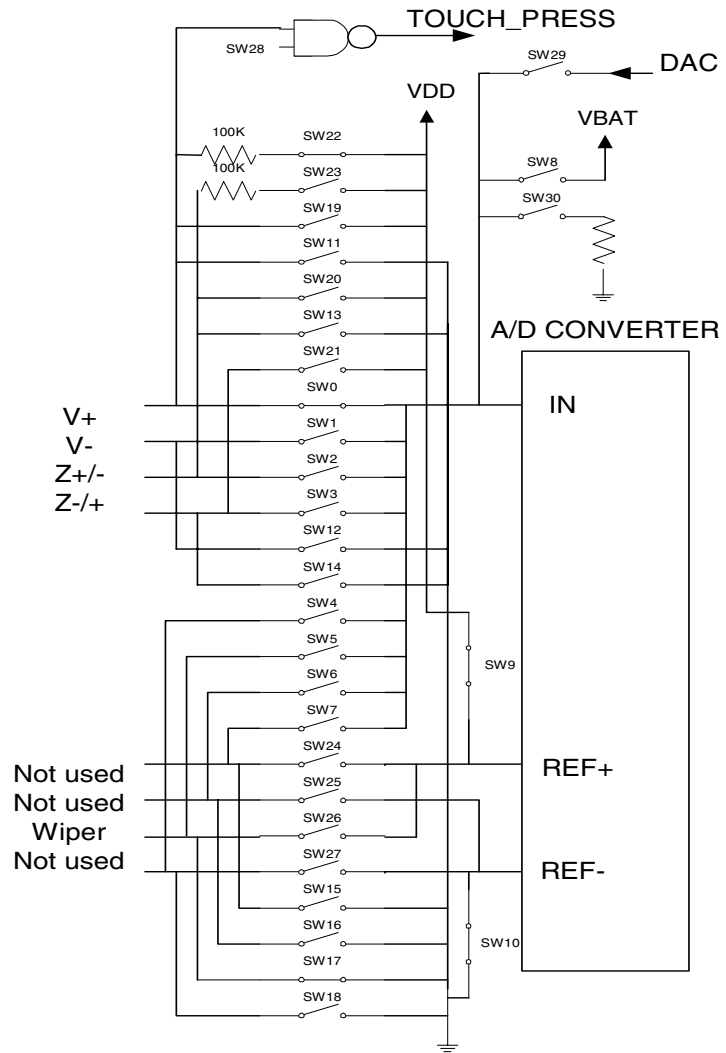 TOUCH_PRESS
SW28
SW29
DAC
VDD
VBAT
100K
SW22
SW8
100K
SW23
SW30
SW19
SW11
SW20
SW13
A/D CONVERTER
SW21
SW0
V+
IN
SW1
V-
SW2
Z+/-
SW3
Z-/+
SW12
SW14
SW4
SW5
SW9
SW6
SW7
SW24
Not used
REF+
SW25
Not used
SW26
Wiper
SW27
Not used
REF-
SW15
SW16
SW10
SW17
SW18